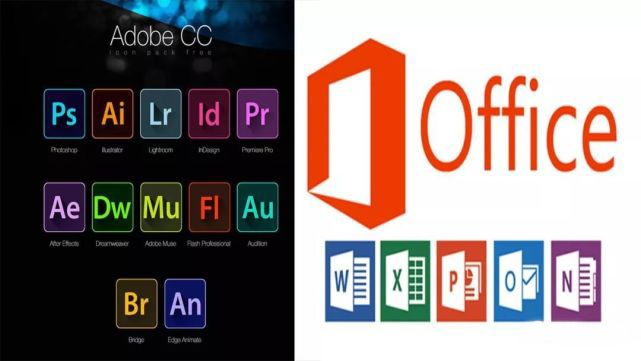 Adobe CC
icon pack free
Ps Ai Lr Id Pr
Photoshop Illustrator Lightroom InDesign Premiere Pro
Ae Dw Mu Fl Au
After Effects Dreamweaver Adobe Muse Flash Professional Audition
Br An
Bridge Edge Animate
Office
W X P O N